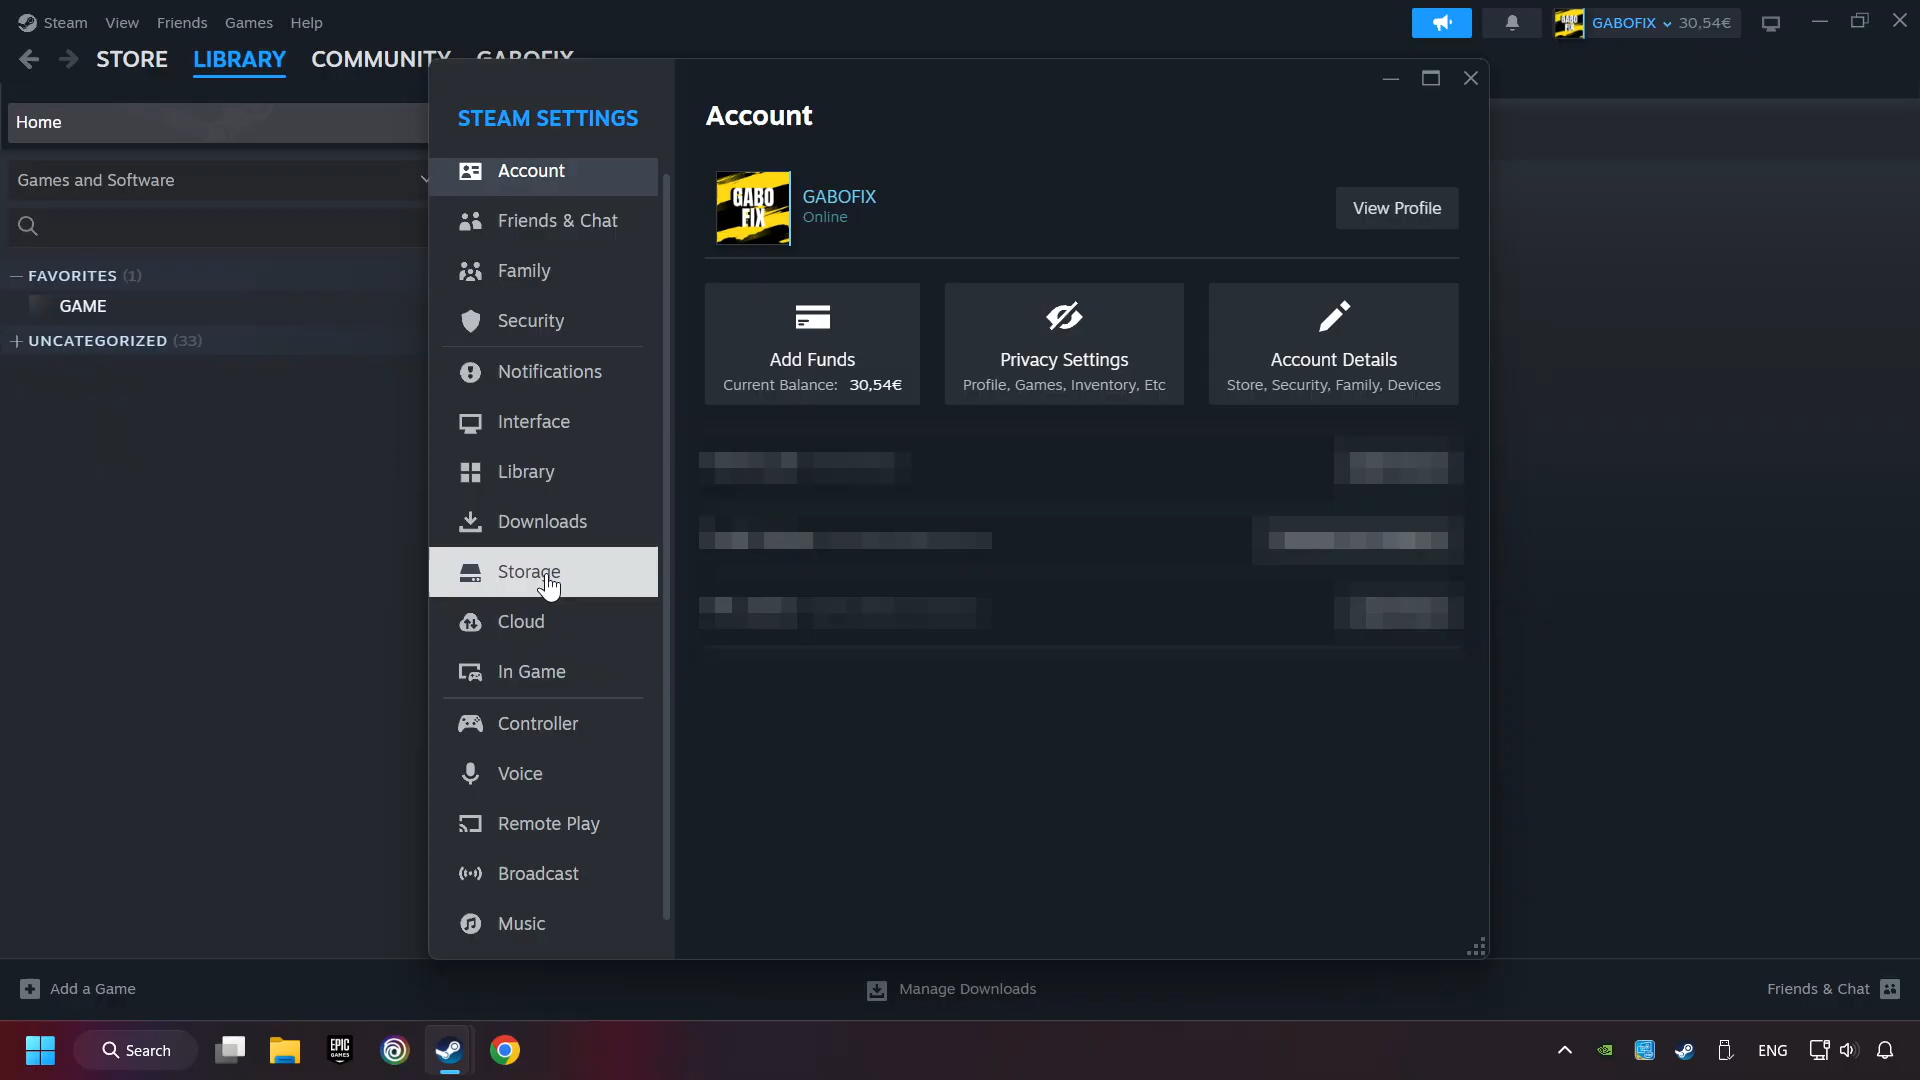 Steam View Friends Games Help
GABOFIX 30,54€
STORE LIBRARY COMMUNITY GABOFIX
Home
Games and Software
FAVORITES (1)
GAME
UNCATEGORIZED (33)
STEAM SETTINGS
Account
Friends & Chat
Family
Security
Notifications
Interface
Library
Downloads
Storage
Cloud
In Game
Controller
Voice
Remote Play
Broadcast
Music
Account
GABO
FIX
GABOFIX
Online
View Profile
Add Funds
Current Balance: 30,54€
Privacy Settings
Profile, Games, Inventory, Etc
Account Details
Store, Security, Family, Devices
Add a Game
Manage Downloads
Friends & Chat
Search
EPIC
GAMES
ENG